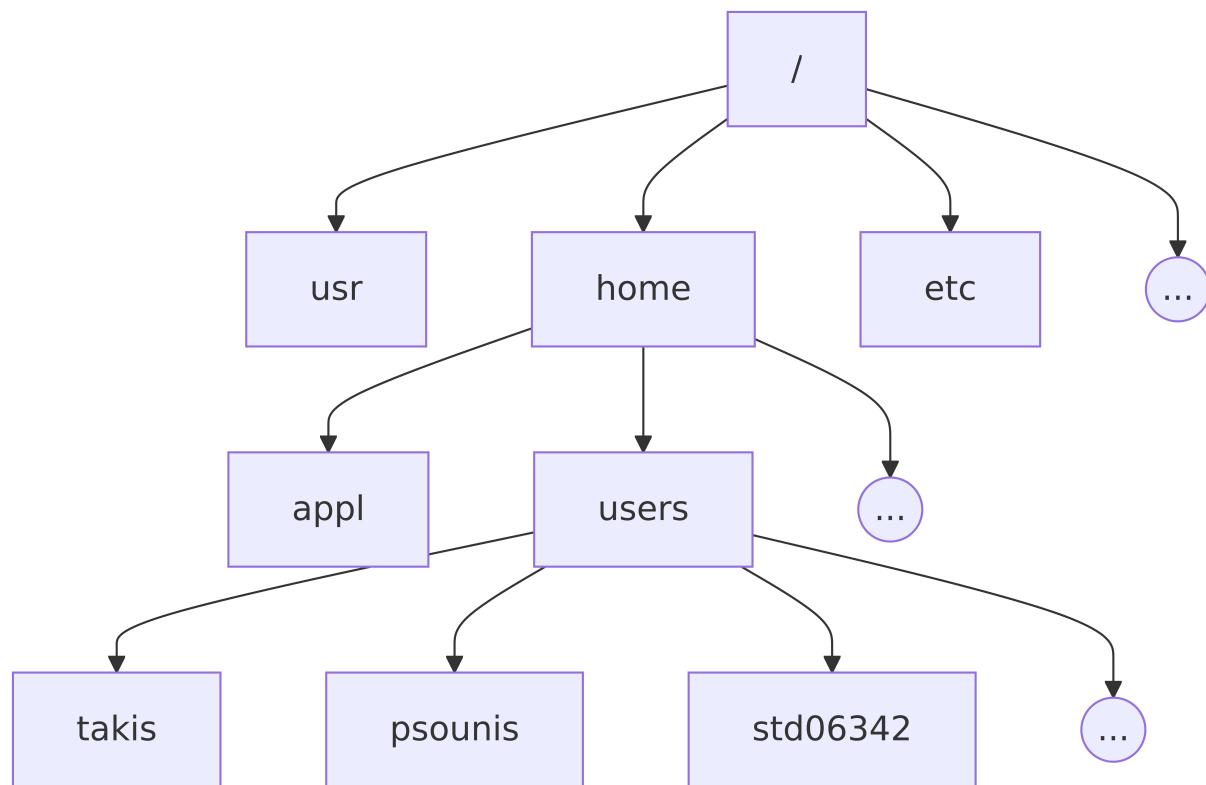 /
usr
home
etc
...
appl
users
...
takis
psounis
std06342
...